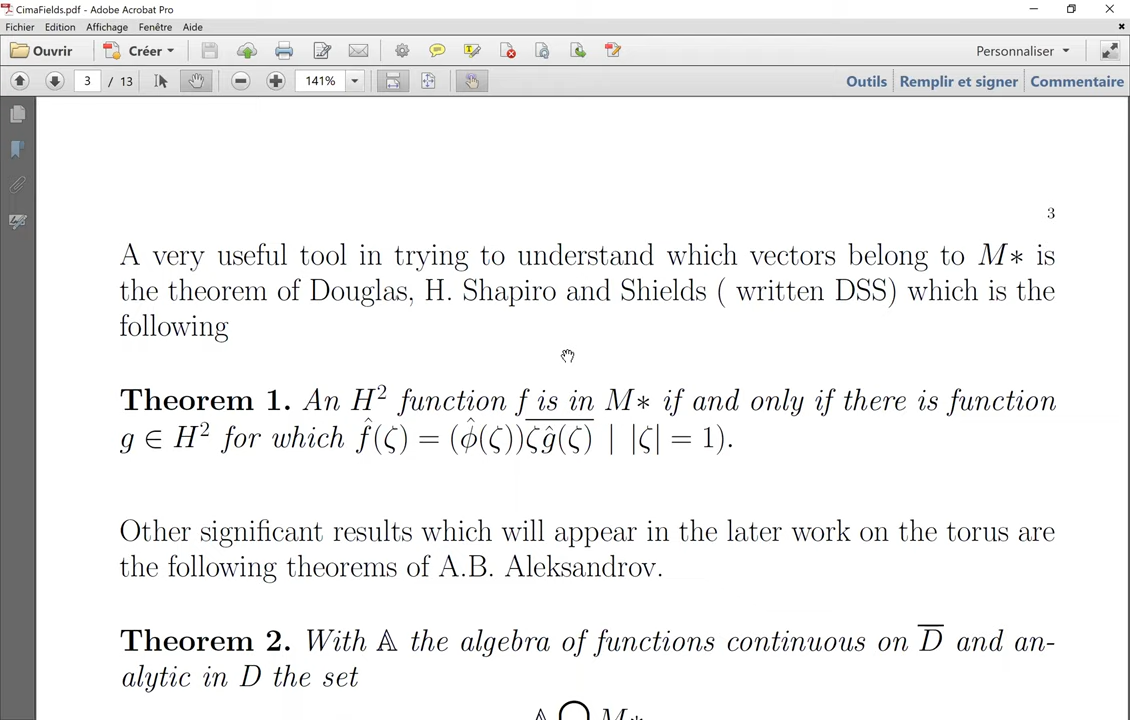 CimaFields.pdf - Adobe Acrobat Pro
Fichier Edition Affichage Fenêtre Aide
Ouvrir Créer Personnaliser
3 / 13 141% Outils Remplir et signer Commentaire
3
A very useful tool in trying to understand which vectors belong to M∗ is
the theorem of Douglas, H. Shapiro and Shields ( written DSS) which is the
following
Theorem 1. An H² function f is in M∗ if and only if there is function
g ∈ H² for which f̂(ζ) = (ϕ̂(ζ))\overline{ζĝ(ζ)} | |ζ| = 1).
Other significant results which will appear in the later work on the torus are
the following theorems of A.B. Aleksandrov.
Theorem 2. With 𝔸 the algebra of functions continuous on \overline{D} and an-
alytic in D the set
𝔸 ⋂ M∗